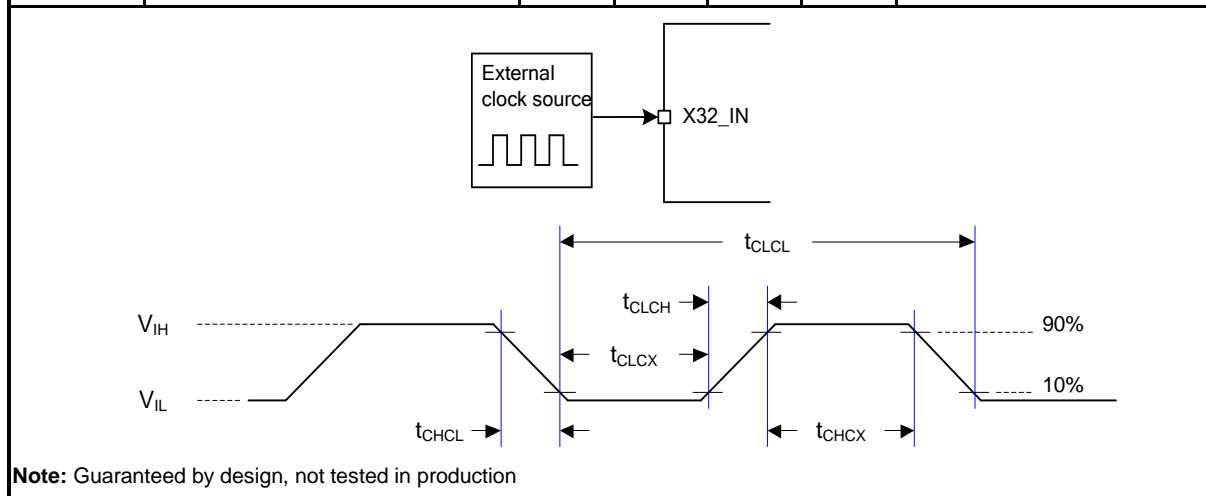 External
clock source
X32_IN
tCLCL
tCLCH
VIH
90%
tCLCX
VIL
10%
tCHCL
tCHCX
Note: Guaranteed by design, not tested in production